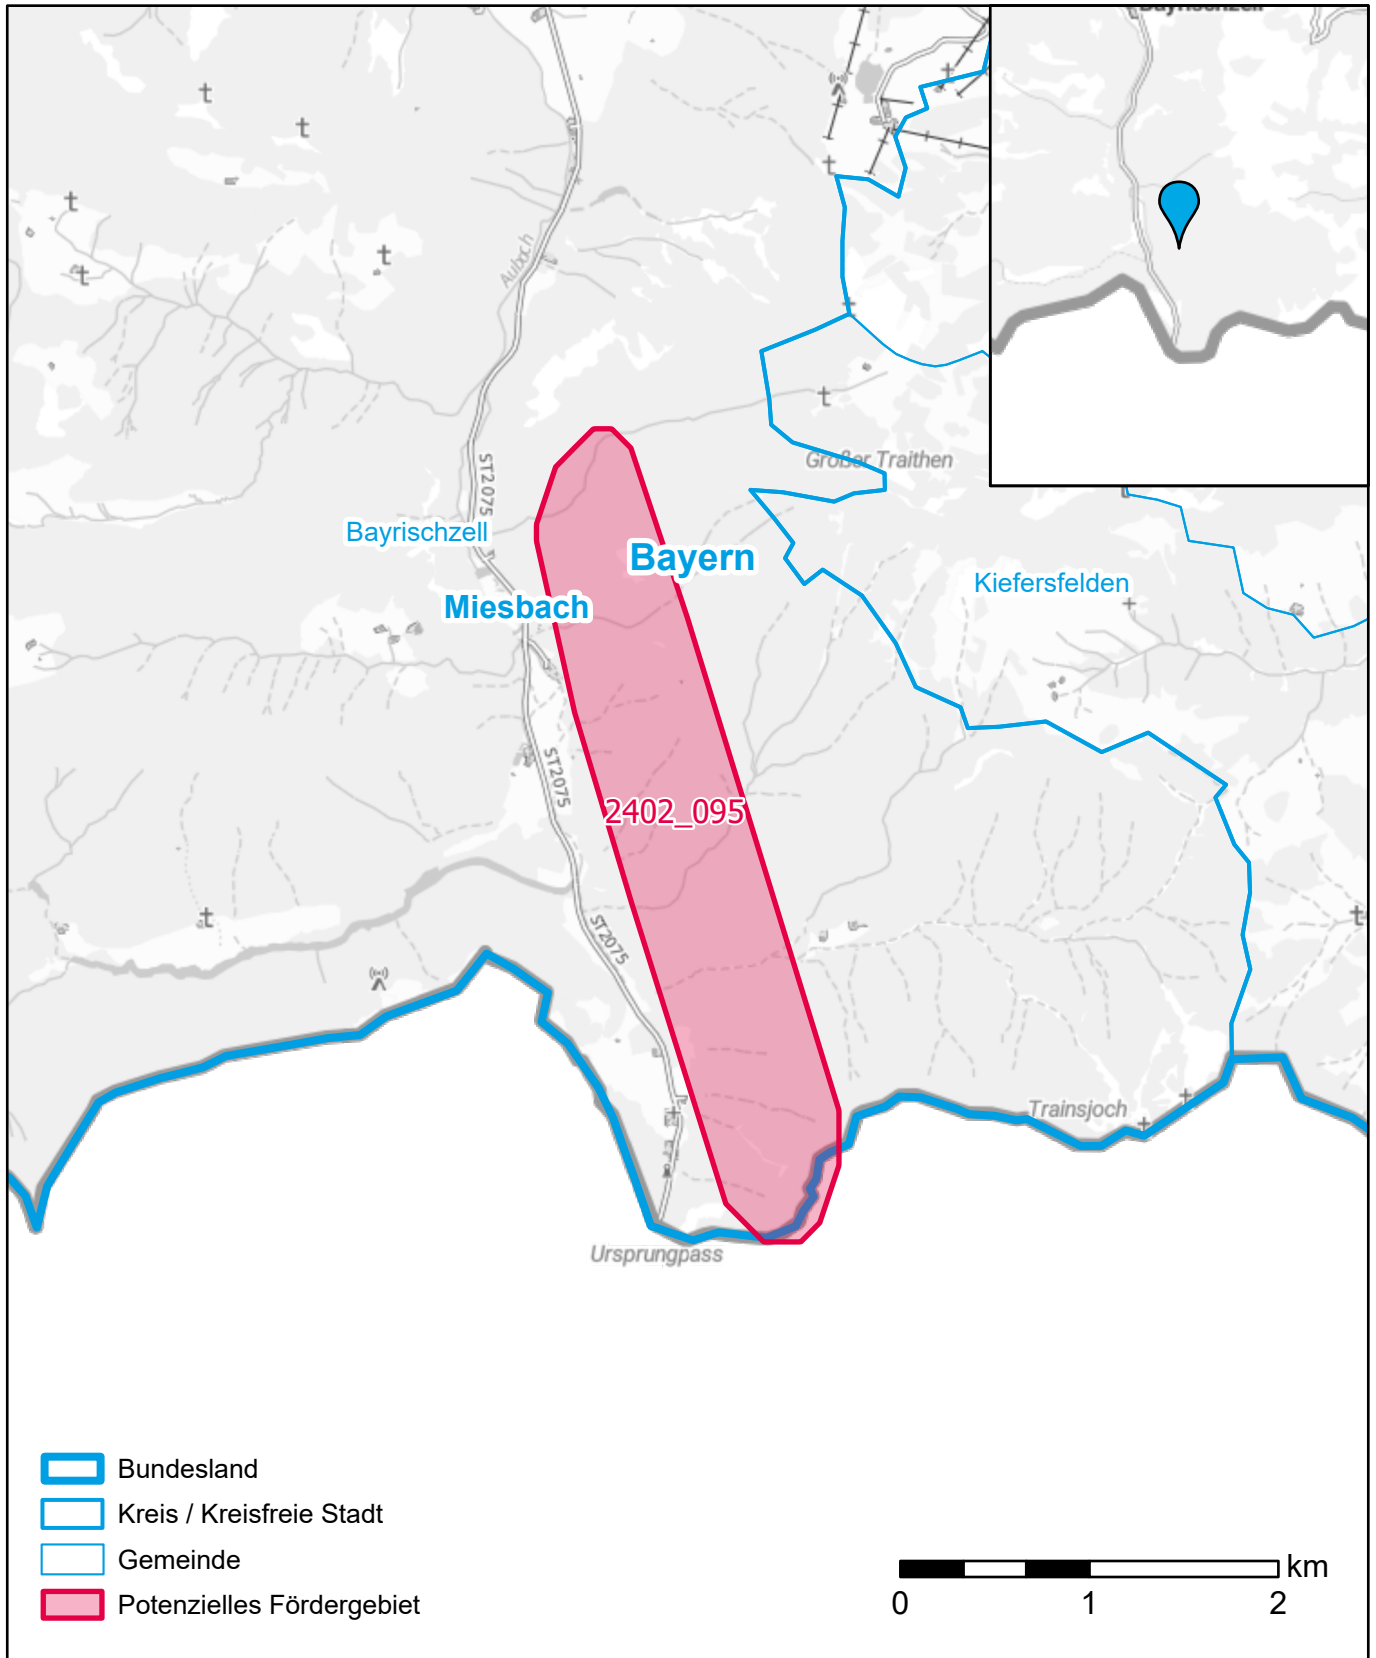 Bayrischzell
Aubach
Großer Traithen
ST2075
Bayrischzell
Bayern
Kiefersfelden
Miesbach
ST2075
2402_095
ST2075
Trainsjoch
Ursprungpass
Bundesland
Kreis / Kreisfreie Stadt
Gemeinde
Potenzielles Fördergebiet
km
0 1 2